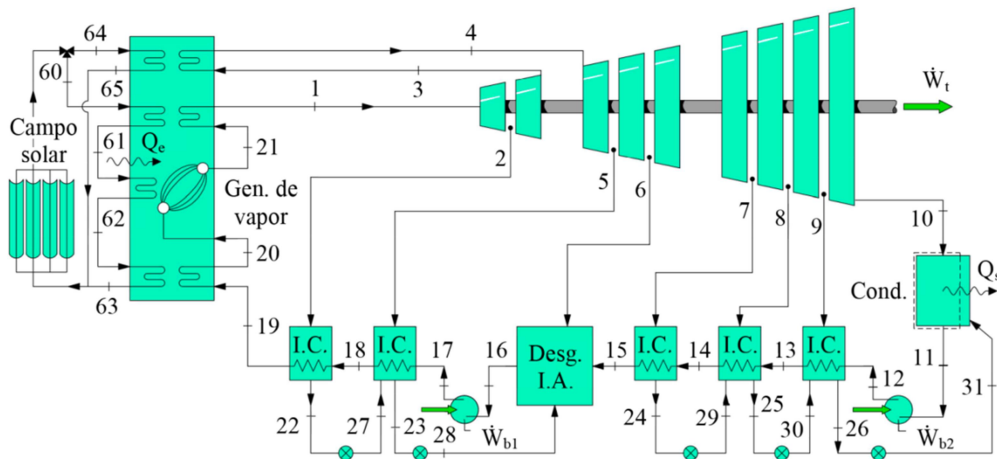 64
4
60
65
3
Ẇt
1
Campo
solar
61
Qe
21
2
5
6
Gen. de
vapor
62
7
8
9
10
20
63
Cond.
Qs
19
I.C.
18
I.C.
17
16
Desg.
I.A.
15
I.C.
14
I.C.
13
I.C.
12
11
31
22
27
23
28
Ẇb1
24
29
25
30
26
Ẇb2